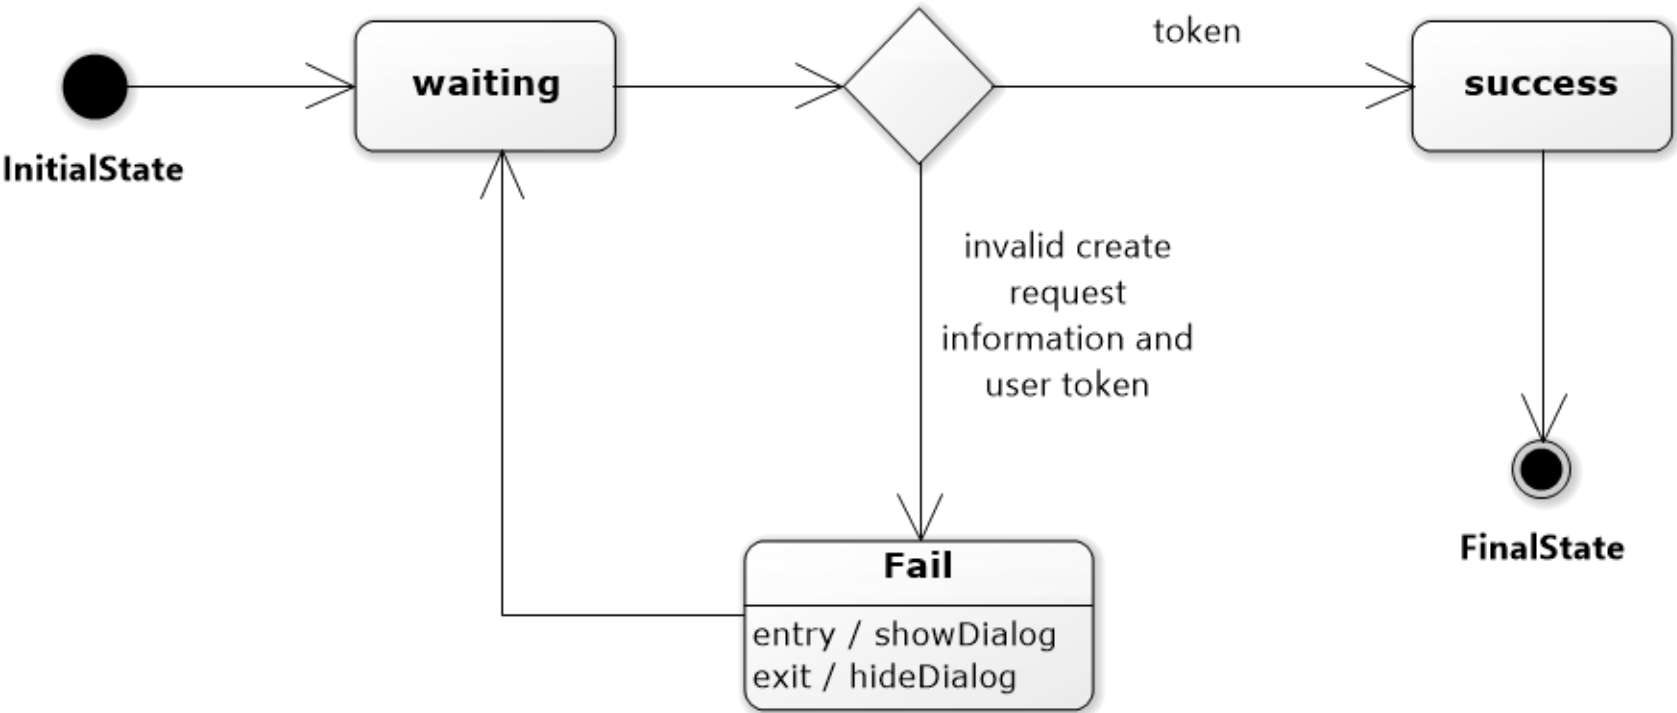 token
waiting
success
InitialState
invalid create
request
information and
user token
FinalState
Fail
entry / showDialog
exit / hideDialog